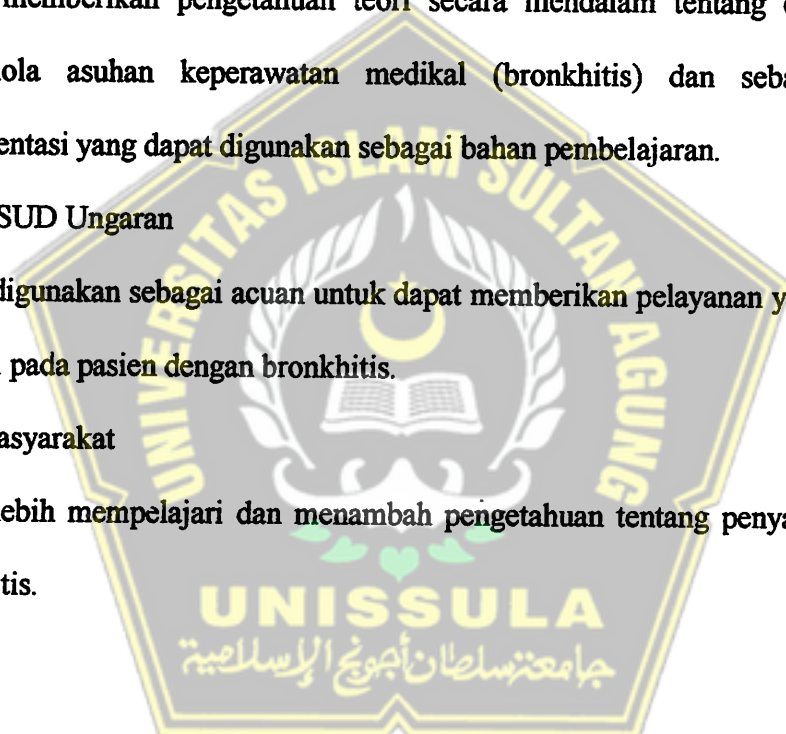 memberikan pengetahuan teori secara mendalam tentang
ola asuhan keperawatan medikal (bronkhitis) dan seba
entasi yang dapat digunakan sebagai bahan pembelajaran.
SUD Ungaran
digunakan sebagai acuan untuk dapat memberikan pelayanan y
pada pasien dengan bronkhitis.
asyarakat
lebih mempelajari dan menambah pengetahuan tentang penya
tis.
UNIVERSITAS ISLAM SULTAN AGUNG
UNISSULA
جامعة سلطان أجونج الإسلامية